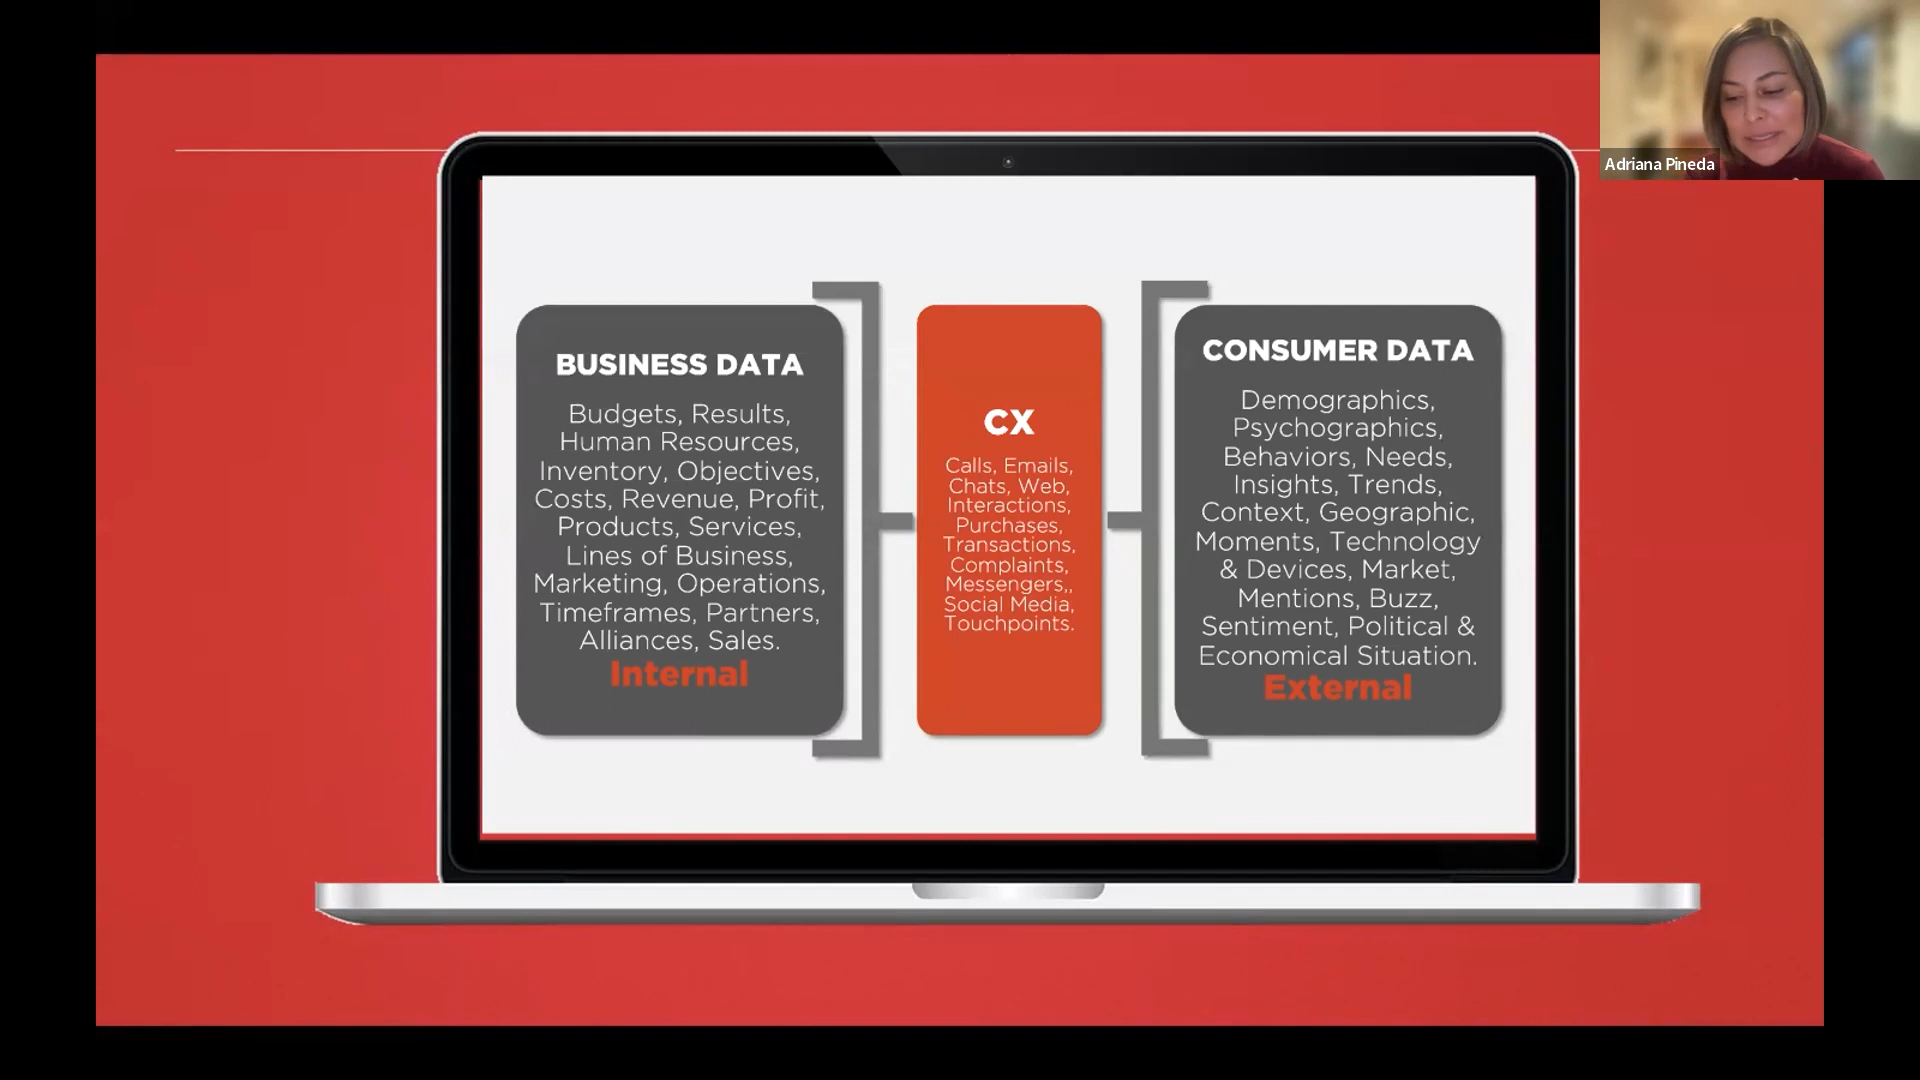 Adriana Pineda
BUSINESS DATA
Budgets, Results,
Human Resources,
Inventory, Objectives,
Costs, Revenue, Profit,
Products, Services,
Lines of Business,
Marketing, Operations,
Timeframes, Partners,
Alliances, Sales.
Internal
CX
Calls, Emails,
Chats, Web,
Interactions,
Purchases,
Transactions,
Complaints,
Messengers,,
Social Media,
Touchpoints.
CONSUMER DATA
Demographics,
Psychographics,
Behaviors, Needs,
Insights, Trends,
Context, Geographic,
Moments, Technology
& Devices, Market,
Mentions, Buzz,
Sentiment, Political &
Economical Situation.
External